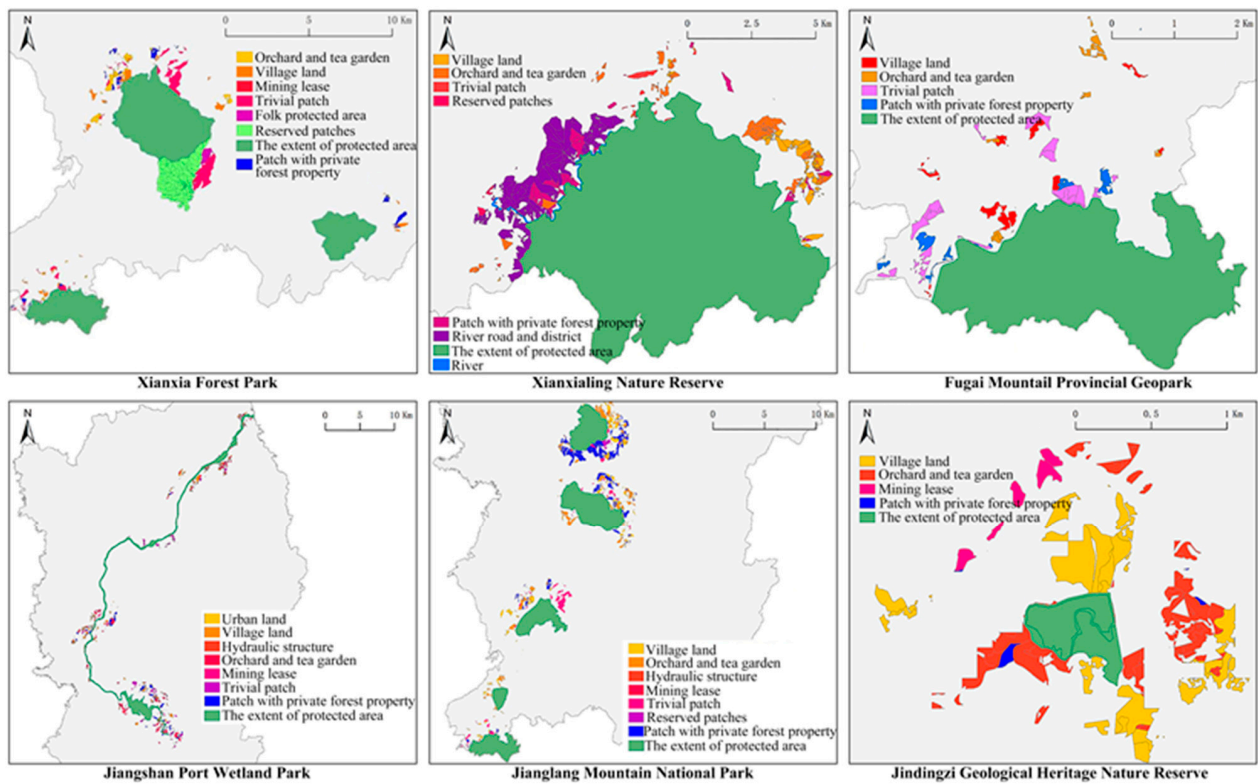 N
0 5 10 Km
Orchard and tea garden
Village land
Mining lease
Trivial patch
Folk protected area
Reserved patches
The extent of protected area
Patch with private
forest property
Xianxia Forest Park
N
0 2.5 5 Km
Village land
Orchard and tea garden
Trivial patch
Reserved patches
Patch with private forest property
River road and district
The extent of protected area
River
Xianxialing Nature Reserve
N
0 1 2 Km
Village land
Orchard and tea garden
Trivial patch
Patch with private forest property
The extent of protected area
Fugai Mountail Provincial Geopark
N
0 5 10 Km
Urban land
Village land
Hydraulic structure
Orchard and tea garden
Mining lease
Trivial patch
Patch with private forest property
The extent of protected area
Jiangshan Port Wetland Park
N
0 5 10 Km
Village land
Orchard and tea garden
Hydraulic structure
Mining lease
Trivial patch
Reserved patches
Patch with private forest property
The extent of protected area
Jianglang Mountain National Park
N
0 0.5 1 Km
Village land
Orchard and tea garden
Mining lease
Patch with private forest property
The extent of protected area
Jindingzi Geological Heritage Nature Reserve